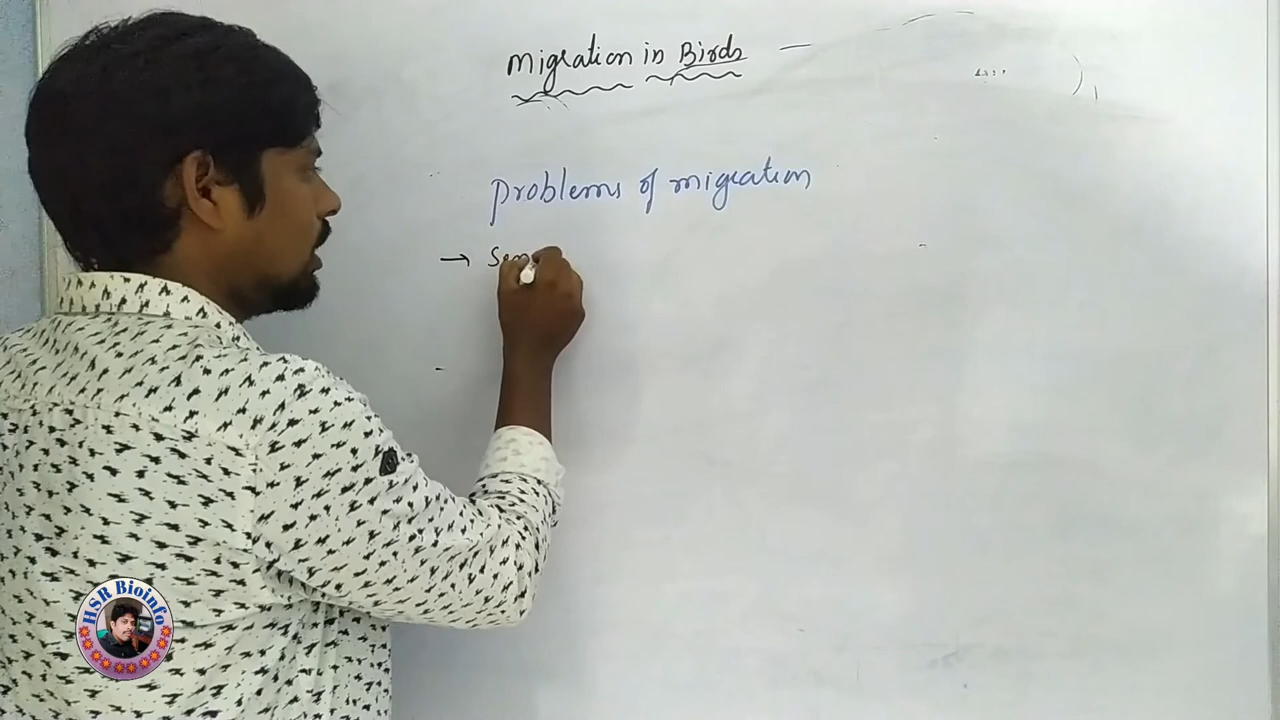 Migration in Birds —
Problems of migration
→
HSR Bioinfo